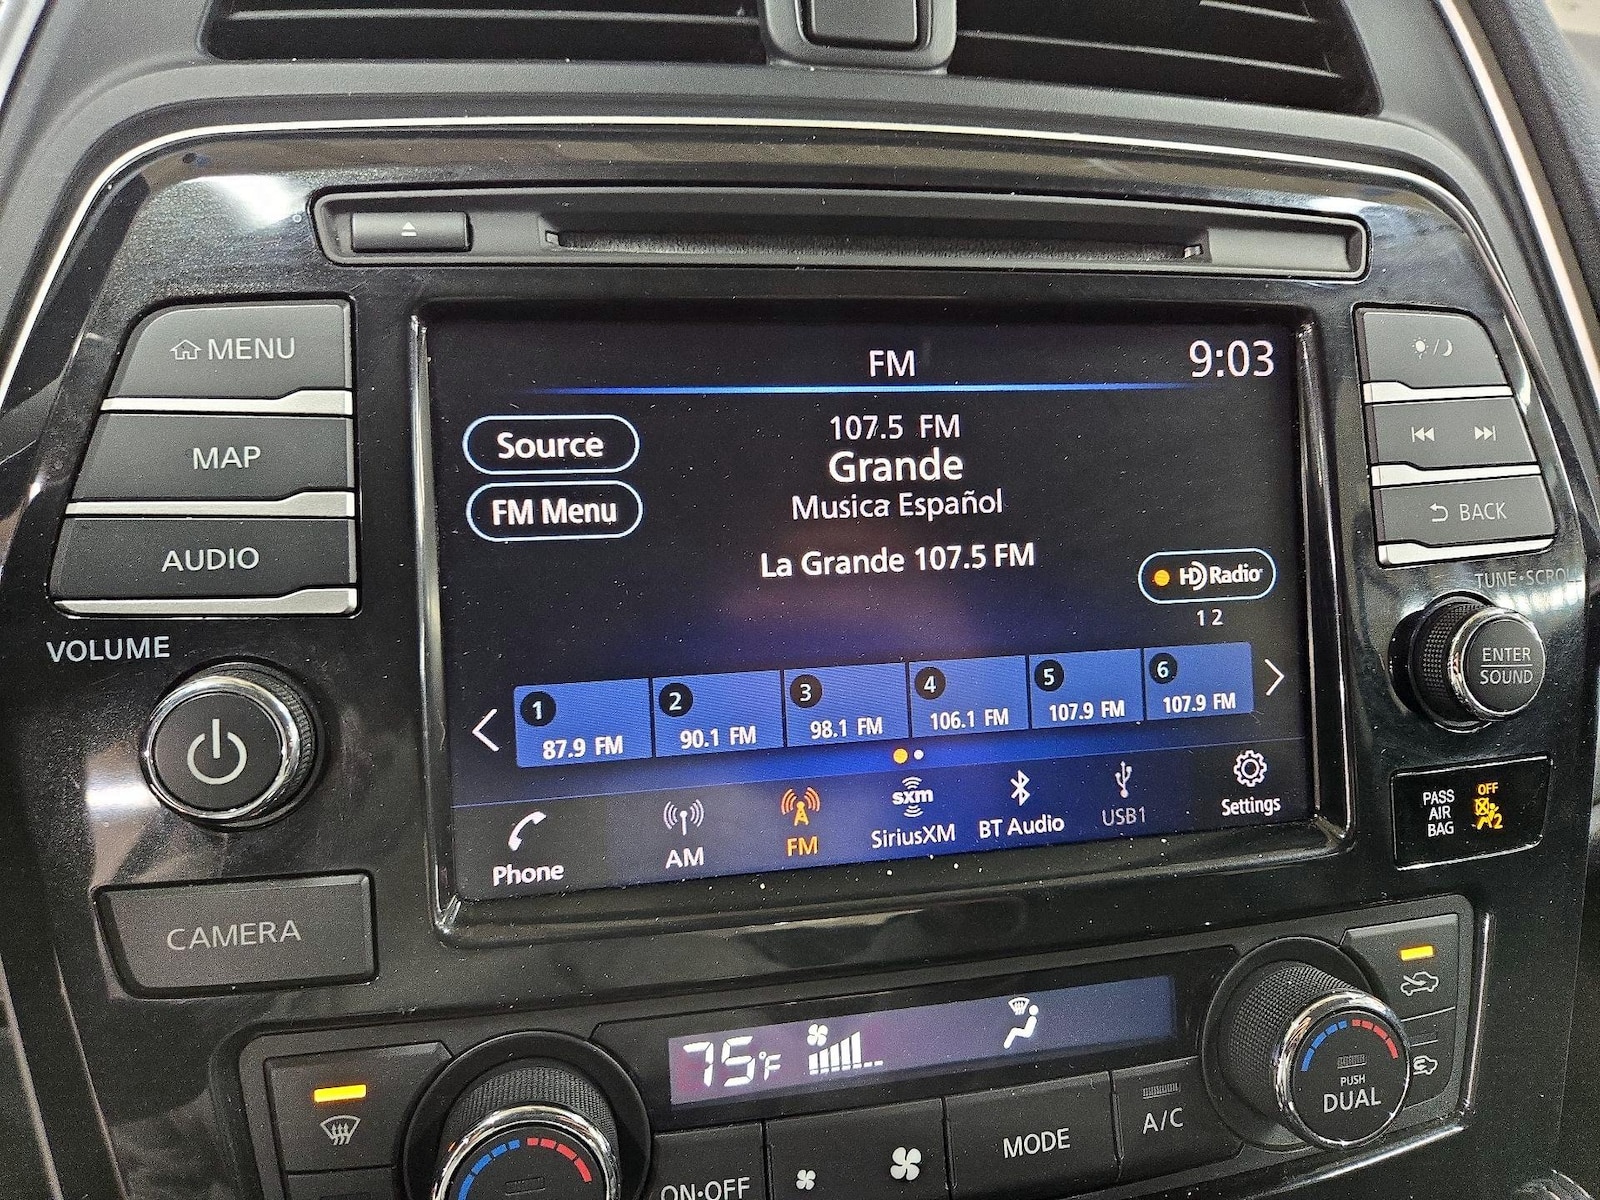 MENU
MAP
AUDIO
VOLUME
CAMERA
FM
9:03
Source
FM Menu
107.5 FM
Grande
Musica Español
La Grande 107.5 FM
HD Radio
1 2
1
87.9 FM
2
90.1 FM
3
98.1 FM
4
106.1 FM
5
107.9 FM
6
107.9 FM
Phone
AM
FM
sxm
SiriusXM
BT Audio
USB1
Settings
BACK
TUNE·SCROLL
ENTER
SOUND
PASS
AIR
BAG
OFF
2
75°F
ON·OFF
MODE
A/C
PUSH
DUAL